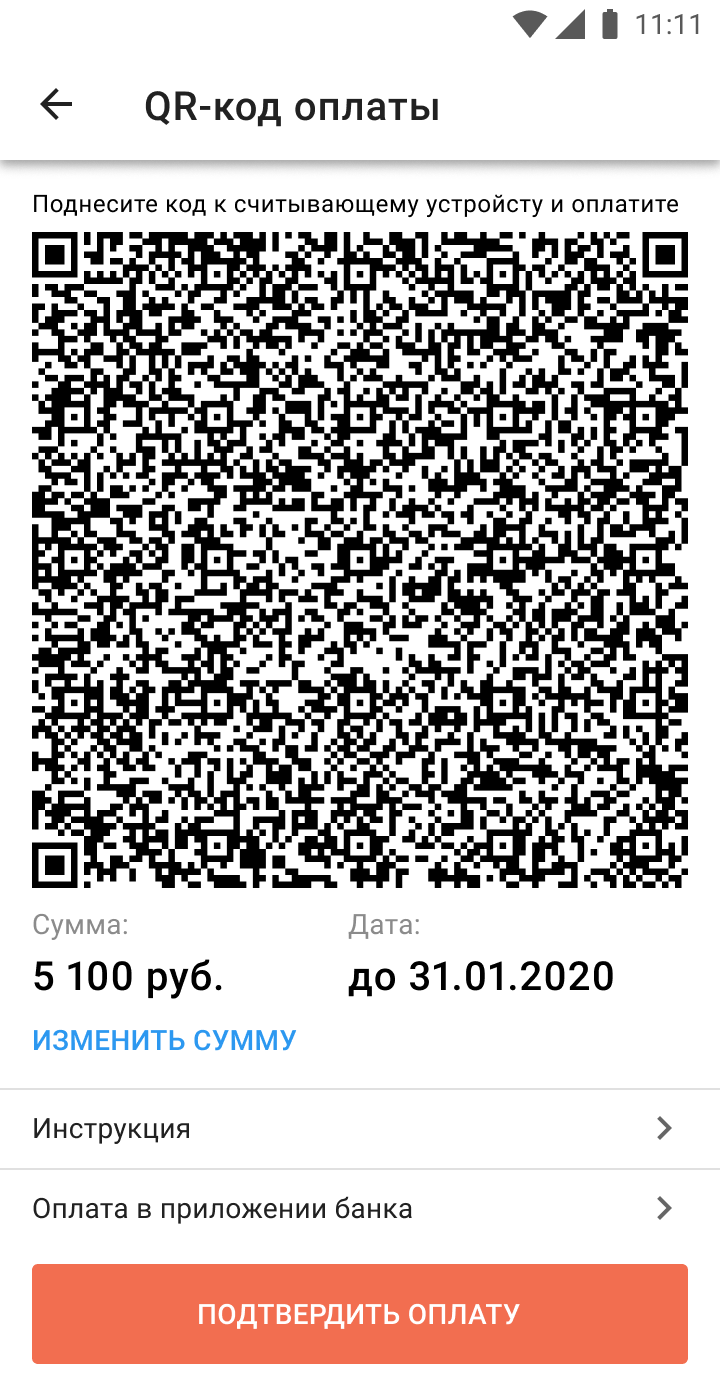 11:11
QR-код оплаты
Поднесите код к считывающему устройсту и оплатите
Сумма:
Дата:
5 100 руб.
до 31.01.2020
ИЗМЕНИТЬ СУММУ
Инструкция
Оплата в приложении банка
ПОДТВЕРДИТЬ ОПЛАТУ